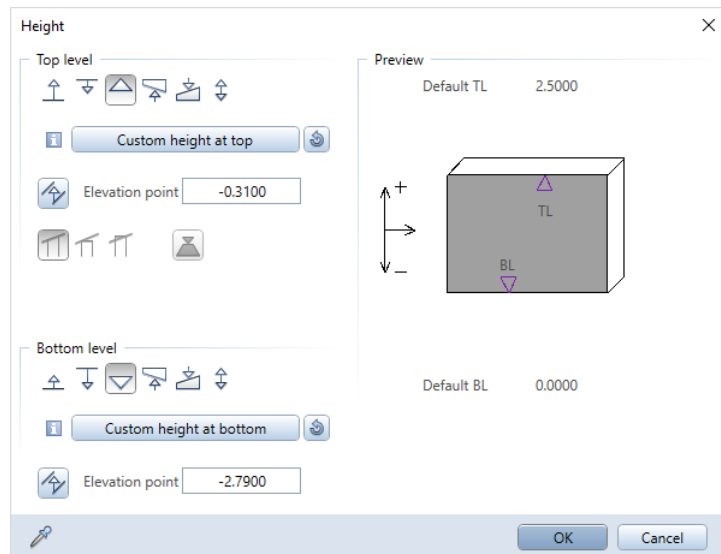 Height
Top level
Custom height at top
Elevation point -0.3100
Bottom level
Custom height at bottom
Elevation point -2.7900
Preview
Default TL 2.5000
+
TL
BL
–
Default BL 0.0000
OK Cancel